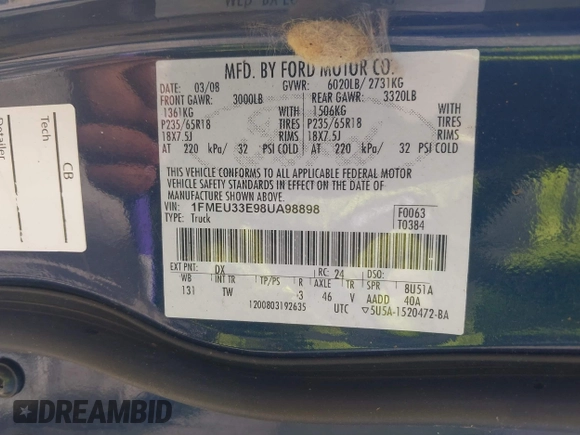 MFD. BY FORD MOTOR CO.
DATE: 03/08 GVWR: 6020LB/ 2731KG
FRONT GAWR: 3000LB REAR GAWR: 3320LB
1361KG WITH 1506KG WITH
P235/65R18 TIRES P235/65R18 TIRES
18X7.5J RIMS 18X7.5J RIMS
AT 220 kPa/ 32 PSI COLD AT 220 kPa/ 32 PSI COLD
THIS VEHICLE CONFORMS TO ALL APPLICABLE FEDERAL MOTOR
VEHICLE SAFETY STANDARDS IN EFFECT ON THE DATE OF
MANUFACTURE SHOWN ABOVE.
VIN: 1FMEU33E98UA98898 F0063
TYPE: Truck T0384
EXT PNT: DX RC: 24 DSO:
WB INT TR TP/PS R AXLE TR SPR 8U51A
131 TW -3 46 V AADD 40A
1200803192635 UTC ▽5U5A-1520472-BA
Detailer
Tech
CB
DREAMBID